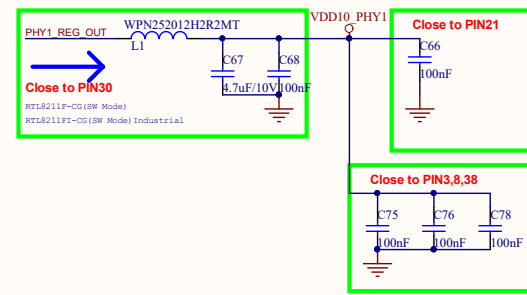 PHY1_REG_OUT
WPN252012H2R2MT
L1
VDD10_PHY1
Close to PIN21
C67
4.7uF/10V
C68
100nF
C66
100nF
Close to PIN30
RTL8211F-CG(SW Mode)
RTL8211FI-CG(SW Mode)Industrial
Close to PIN3,8,38
C75
100nF
C76
100nF
C78
100nF